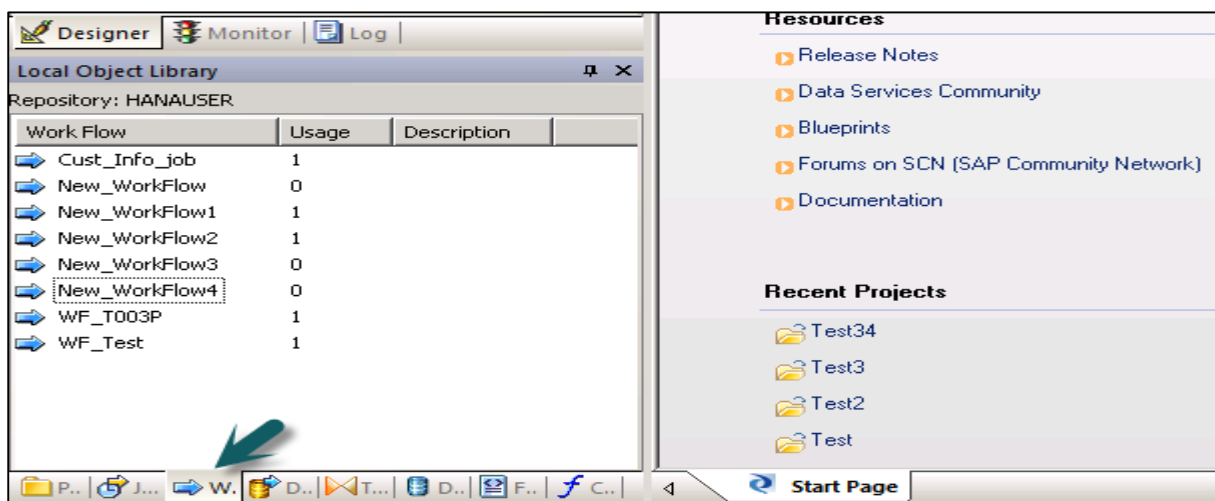 Designer Monitor Log
Local Object Library
Repository: HANAUSER
Work Flow Usage Description
Cust_Info_job 1
New_WorkFlow 0
New_WorkFlow1 1
New_WorkFlow2 1
New_WorkFlow3 0
New_WorkFlow4 0
WF_T003P 1
WF_Test 1
P.. J... W. D.. T... D.. F.. C..
Resources
Release Notes
Data Services Community
Blueprints
Forums on SCN (SAP Community Network)
Documentation
Recent Projects
Test34
Test3
Test2
Test
Start Page